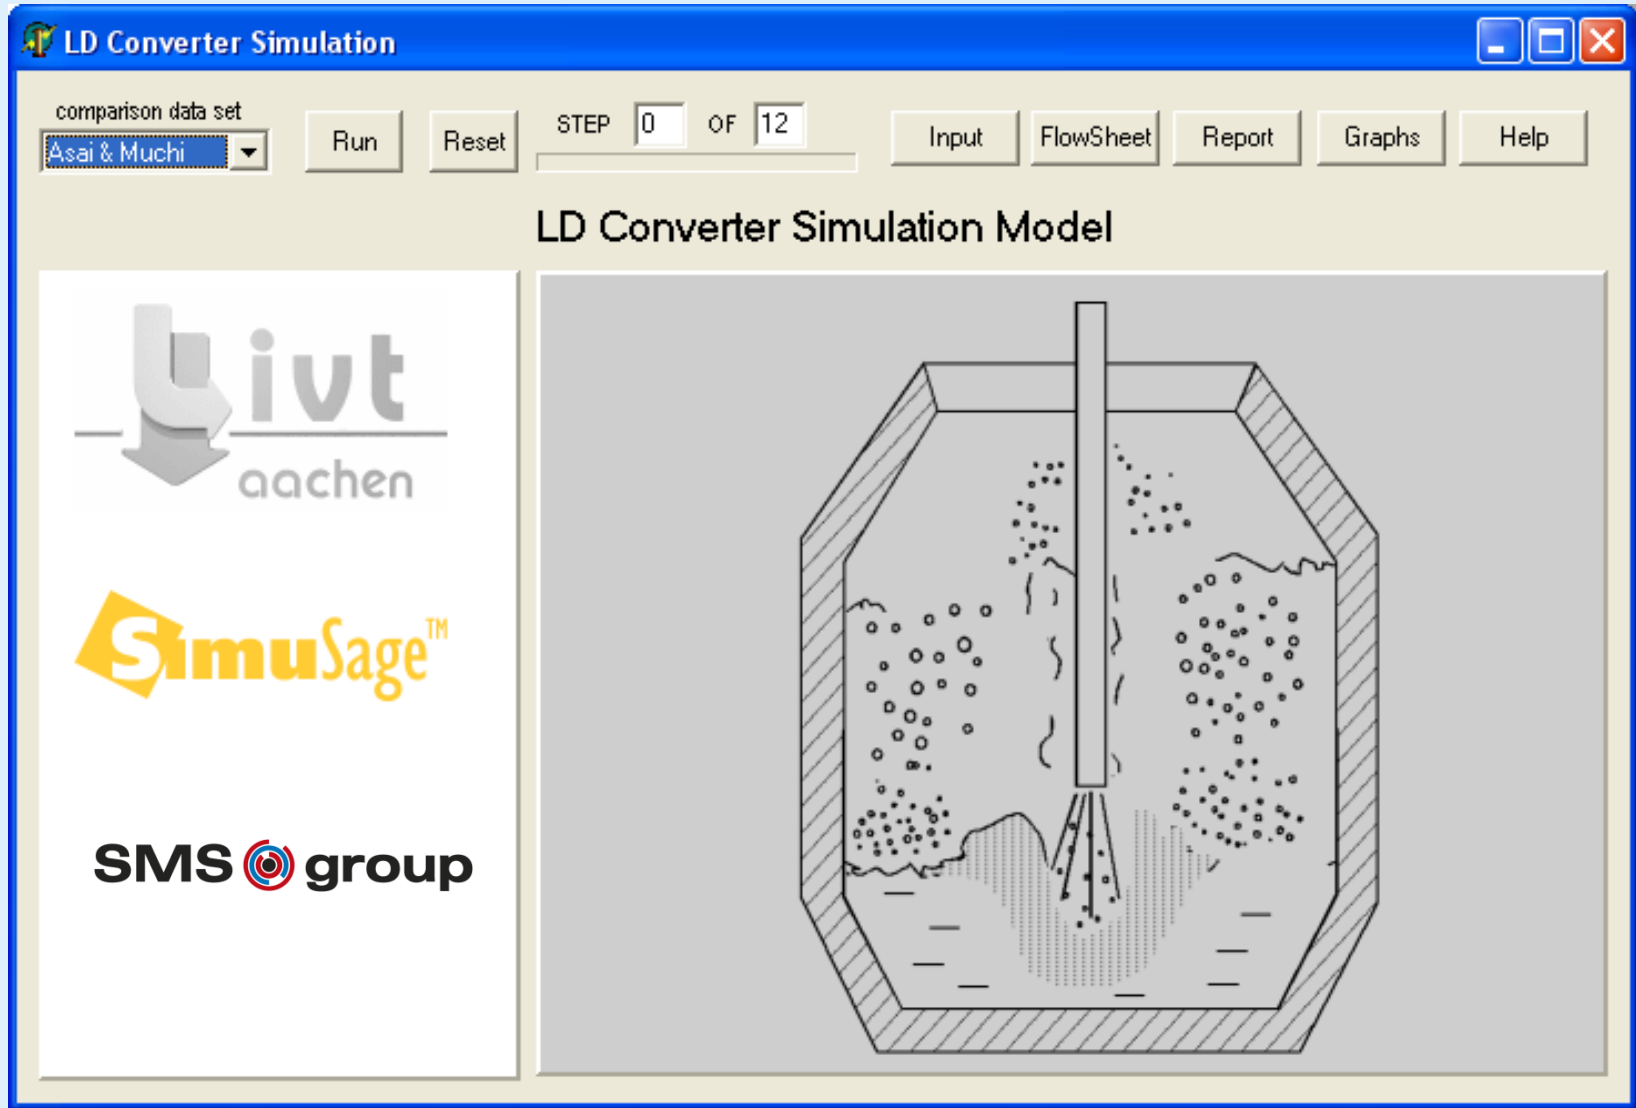 LD Converter Simulation
comparison data set
Asai & Muchi
Run
Reset
STEP 0 OF 12
Input
FlowSheet
Report
Graphs
Help
LD Converter Simulation Model
ivt
aachen
SimuSage™
SMS group